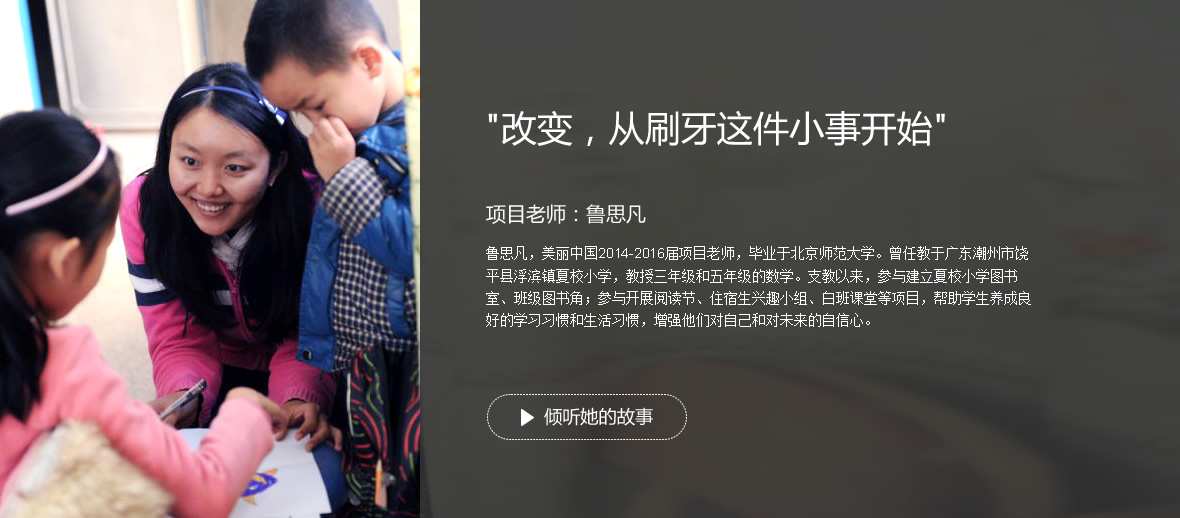 "改变，从刷牙这件小事开始"
项目老师：鲁思凡
鲁思凡，美丽中国2014-2016届项目老师，毕业于北京师范大学。曾任教于广东潮州市饶
平县浮滨镇夏校小学，教授三年级和五年级的数学。支教以来，参与建立夏校小学图书
室、班级图书角，参与开展阅读节、住宿生兴趣小组、白班课堂等项目，帮助学生养成良
好的学习习惯和生活习惯，增强他们对自己和对未来的自信心。
倾听她的故事